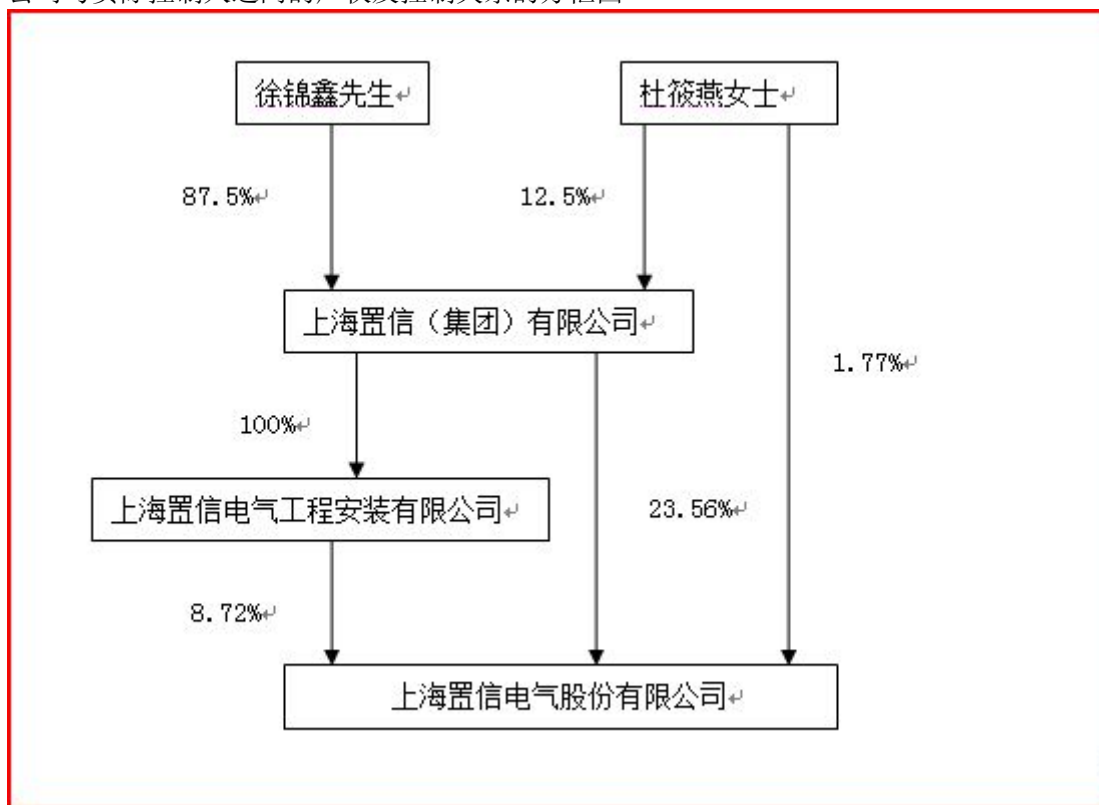 徐锦鑫先生
杜筱燕女士
87.5%
12.5%
上海置信（集团）有限公司
1.77%
100%
上海置信电气工程安装有限公司
23.56%
8.72%
上海置信电气股份有限公司